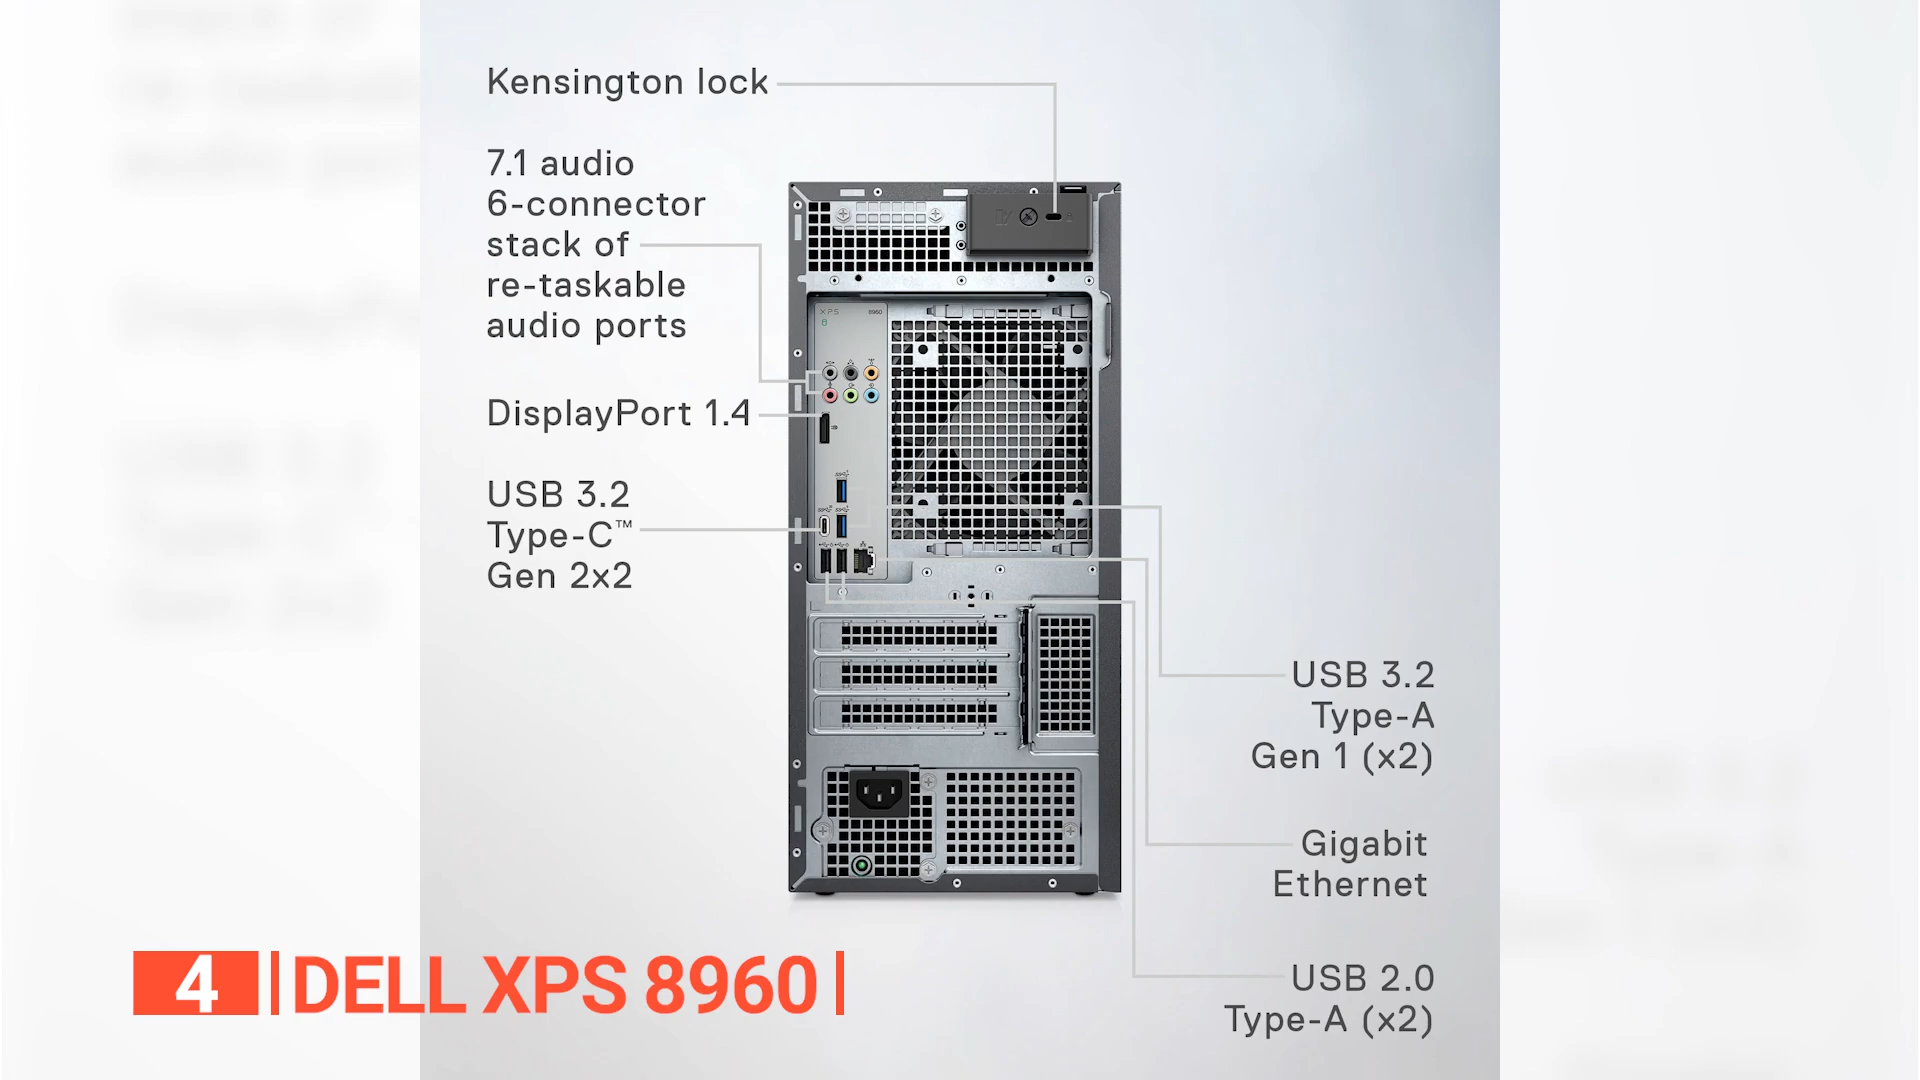 Kensington lock
7.1 audio
6-connector
stack of
re-taskable
audio ports
XPS 8960
DisplayPort 1.4
USB 3.2
Type-C™
Gen 2x2
USB 3.2
Type-A
Gen 1 (x2)
Gigabit
Ethernet
USB 2.0
Type-A (x2)
4 DELL XPS 8960